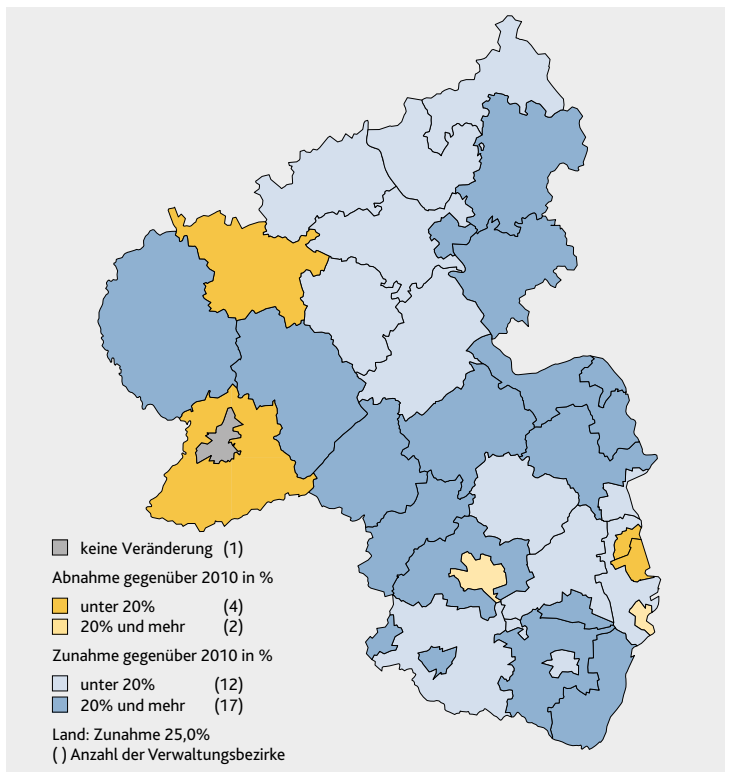 keine Veränderung (1)
Abnahme gegenüber 2010 in %
unter 20% (4)
20% und mehr (2)
Zunahme gegenüber 2010 in %
unter 20% (12)
20% und mehr (17)
Land: Zunahme 25,0%
( ) Anzahl der Verwaltungsbezirke